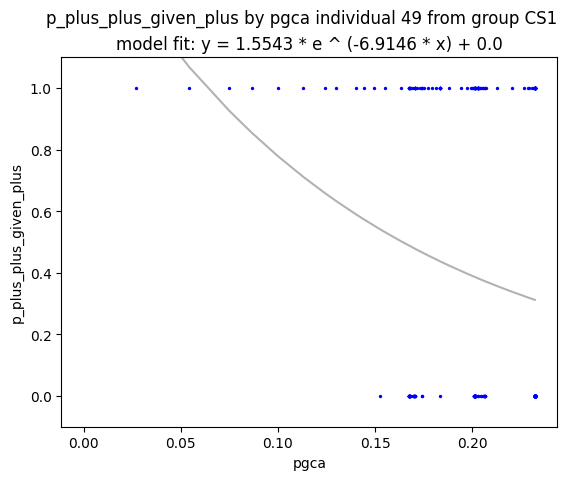 p_plus_plus_given_plus by pgca individual 49 from group CS1
model fit: y = 1.5543 * e ^ (-6.9146 * x) + 0.0
p_plus_plus_given_plus
1.0
0.8
0.6
0.4
0.2
0.0
0.00 0.05 0.10 0.15 0.20
pgca